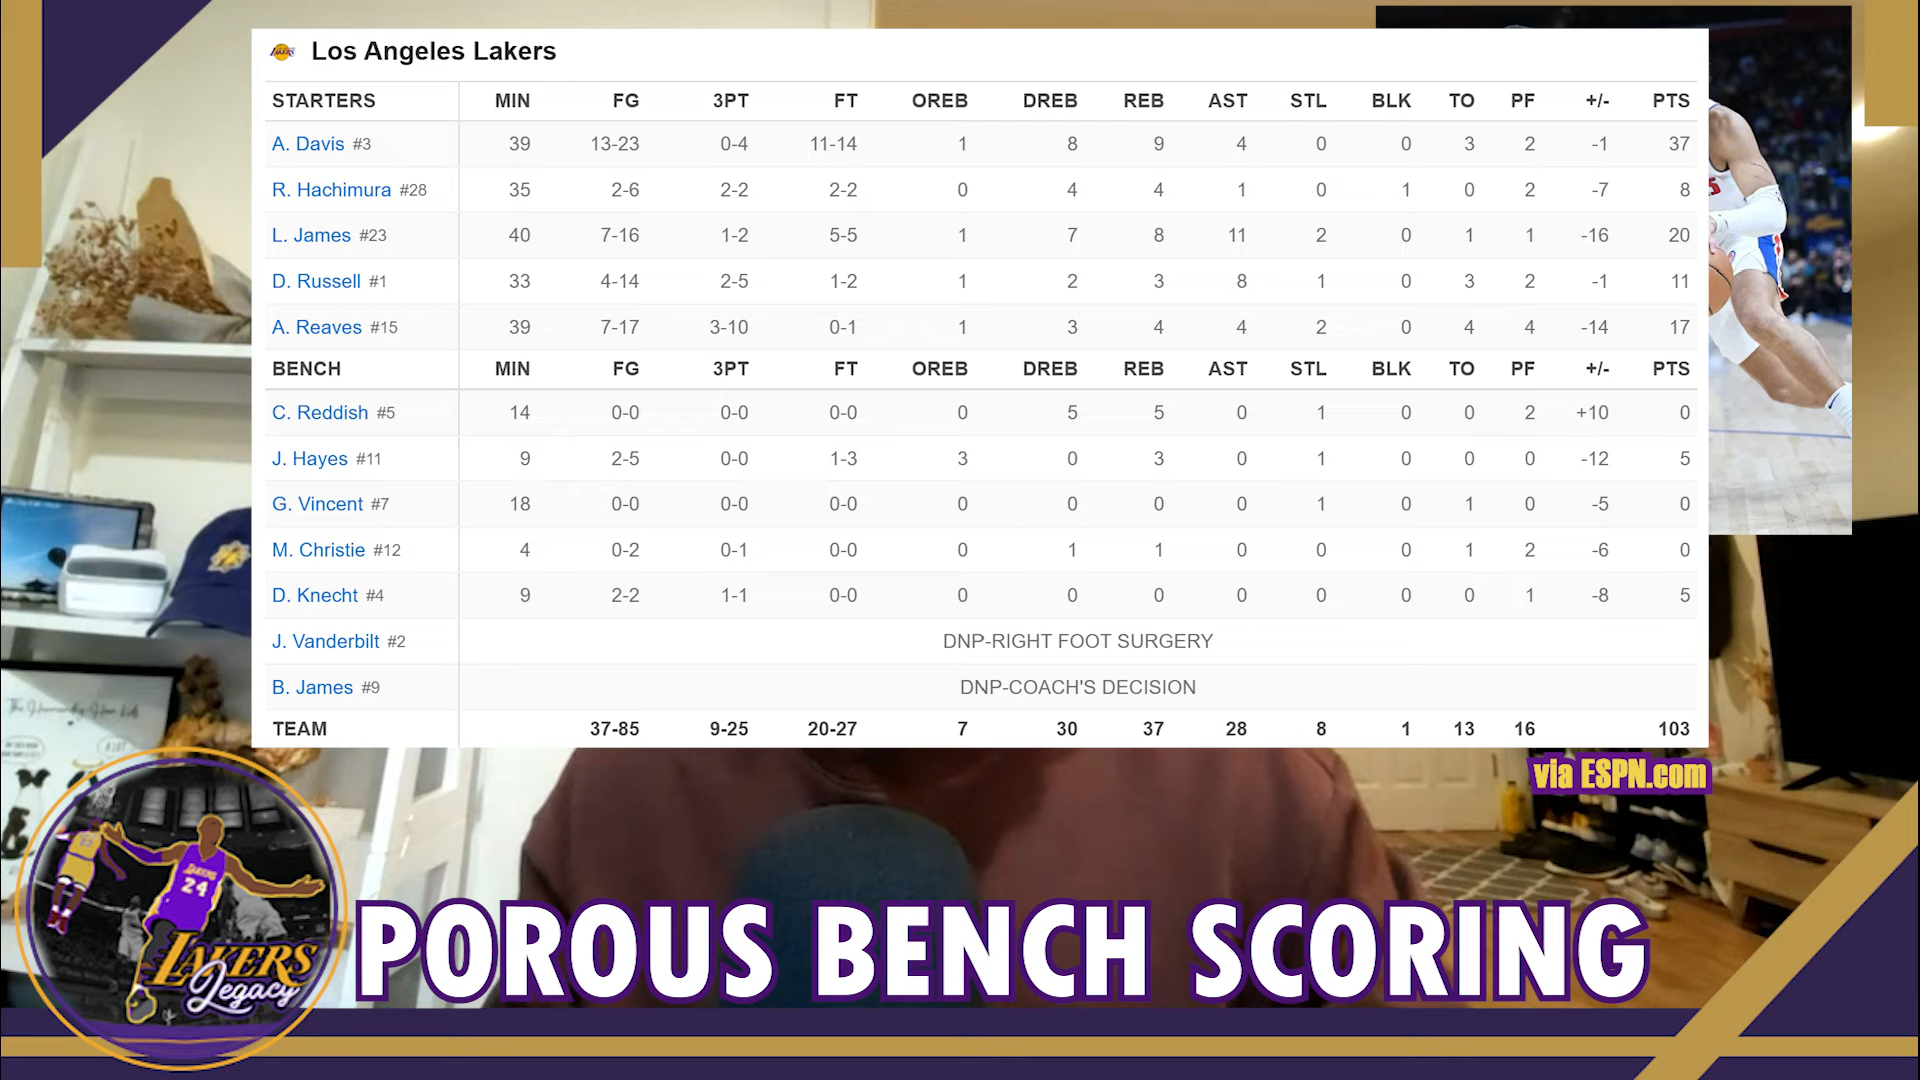 Los Angeles Lakers
STARTERS MIN FG 3PT FT OREB DREB REB AST STL BLK TO PF +/- PTS
A. Davis #3 39 13-23 0-4 11-14 1 8 9 4 0 0 3 2 -1 37
R. Hachimura #28 35 2-6 2-2 2-2 0 4 4 1 0 1 0 2 -7 8
L. James #23 40 7-16 1-2 5-5 1 7 8 11 2 0 1 1 -16 20
D. Russell #1 33 4-14 2-5 1-2 1 2 3 8 1 0 3 2 -1 11
A. Reaves #15 39 7-17 3-10 0-1 1 3 4 4 2 0 4 4 -14 17
BENCH MIN FG 3PT FT OREB DREB REB AST STL BLK TO PF +/- PTS
C. Reddish #5 14 0-0 0-0 0-0 0 5 5 0 1 0 0 2 +10 0
J. Hayes #11 9 2-5 0-0 1-3 3 0 3 0 1 0 0 0 -12 5
G. Vincent #7 18 0-0 0-0 0-0 0 0 0 0 1 0 1 0 -5 0
M. Christie #12 4 0-2 0-1 0-0 0 1 1 0 0 0 1 2 -6 0
D. Knecht #4 9 2-2 1-1 0-0 0 0 0 0 0 0 0 1 -8 5
J. Vanderbilt #2 DNP-RIGHT FOOT SURGERY
B. James #9 DNP-COACH'S DECISION
TEAM 37-85 9-25 20-27 7 30 37 28 8 1 13 16 103
via ESPN.com
LAKERS
24
LAKERS
Legacy
POROUS BENCH SCORING